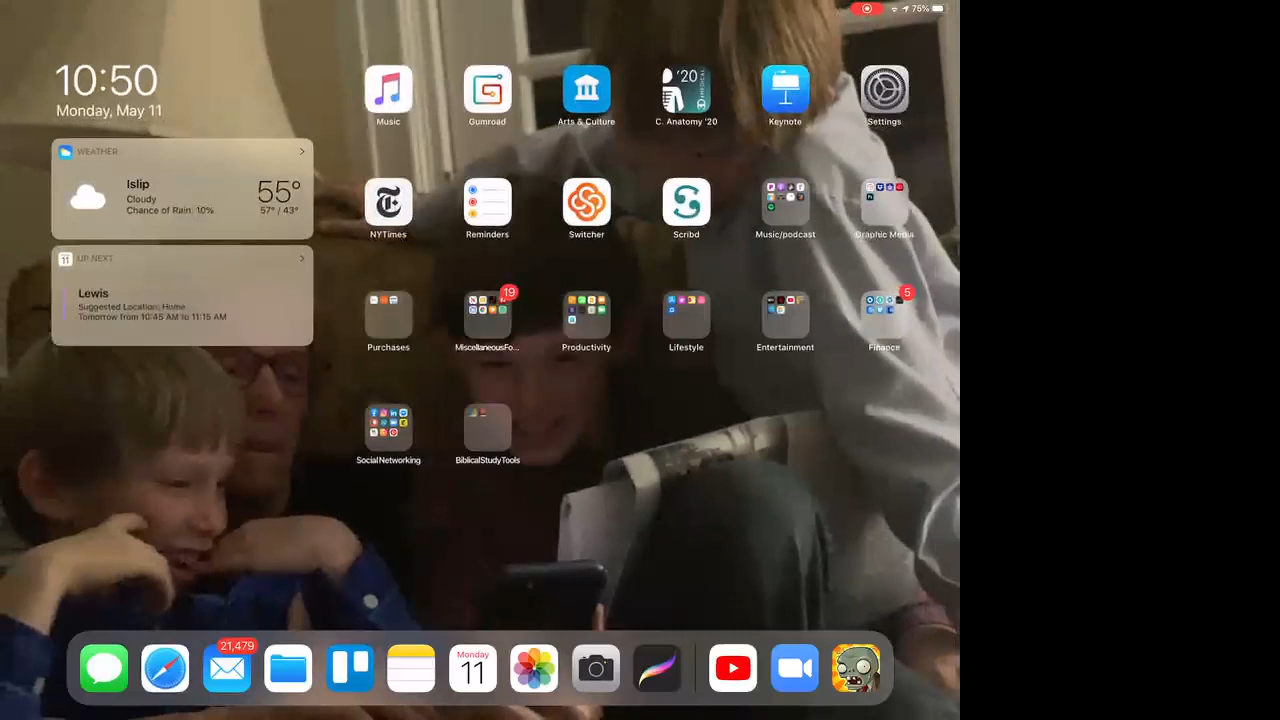 75%
10:50
Monday, May 11
WEATHER
Islip
Cloudy
Chance of Rain: 10%
55°
57° / 43°
11
UP NEXT
Lewis
Suggested Location: Home
Tomorrow from 10:45 AM to 11:15 AM
Music
Gumroad
Arts & Culture
'20
MEDICAL
C. Anatomy '20
Keynote
Settings
NYTimes
Reminders
Switcher
Scribd
Music/podcast
Graphic Media
Purchases
19
MiscellaneousFo...
Productivity
Lifestyle
Entertainment
5
Finance
SocialNetworking
BiblicalStudyTools
21,479
Monday
11